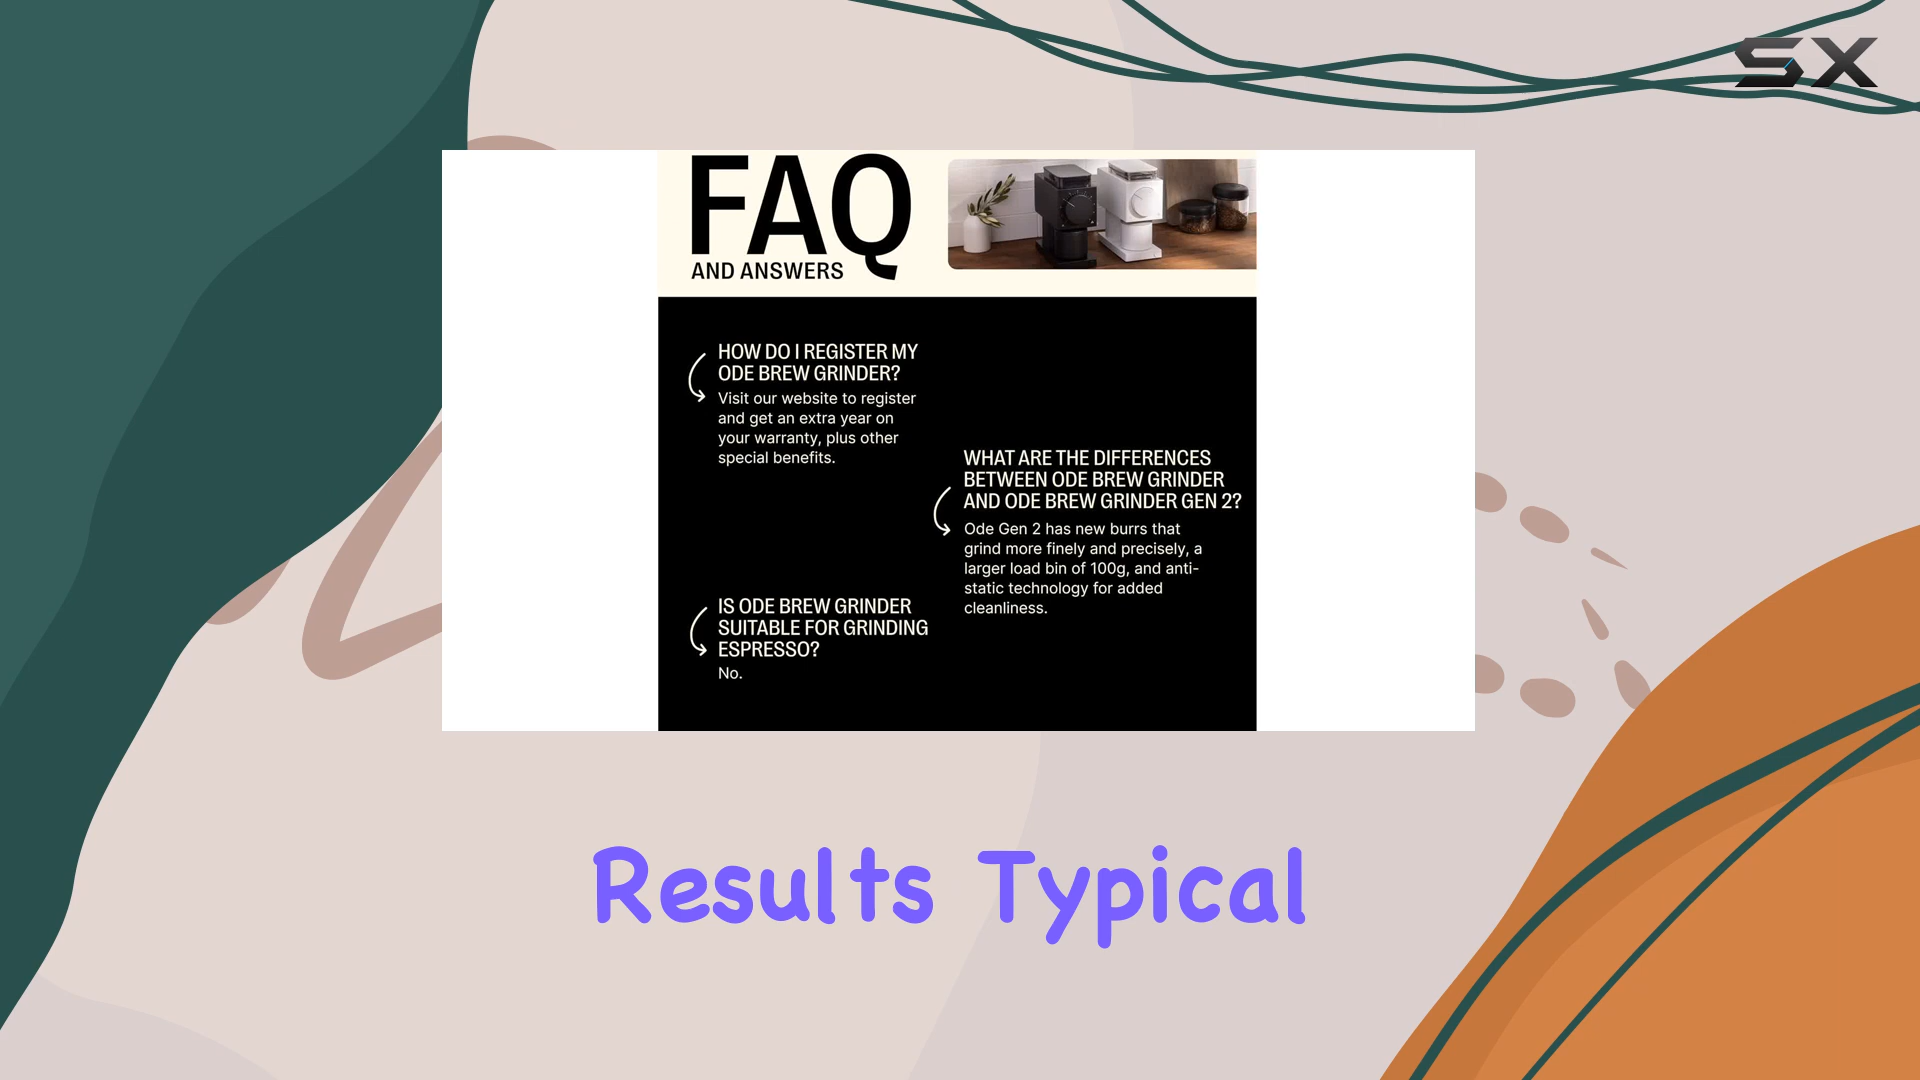 SX
FAQ
AND ANSWERS
HOW DO I REGISTER MY
ODE BREW GRINDER?
Visit our website to register
and get an extra year on
your warranty, plus other
special benefits.
WHAT ARE THE DIFFERENCES
BETWEEN ODE BREW GRINDER
AND ODE BREW GRINDER GEN 2?
Ode Gen 2 has new burrs that
grind more finely and precisely, a
larger load bin of 100g, and anti-
static technology for added
cleanliness.
IS ODE BREW GRINDER
SUITABLE FOR GRINDING
ESPRESSO?
No.
Results Typical